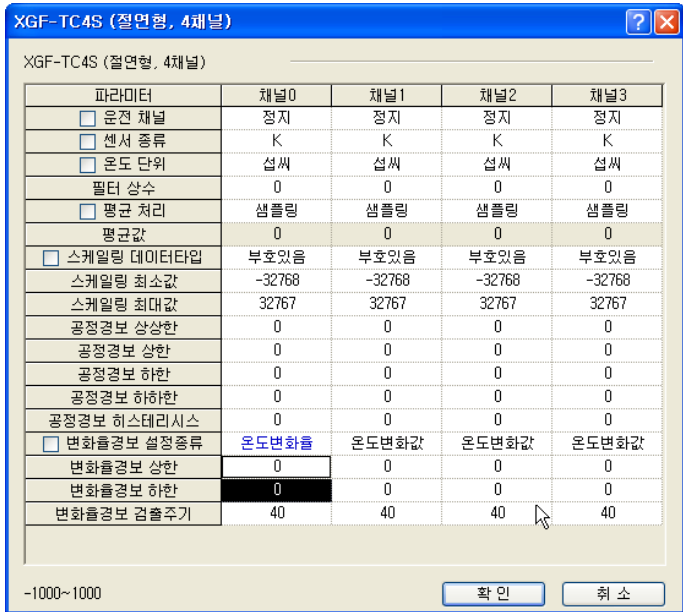 XGF-TC4S (절연형, 4채널)
XGF-TC4S (절연형, 4채널)
파라미터 채널0 채널1 채널2 채널3
운전 채널 정지 정지 정지 정지
센서 종류 K K K K
온도 단위 섭씨 섭씨 섭씨 섭씨
필터 상수 0 0 0 0
평균 처리 샘플링 샘플링 샘플링 샘플링
평균값 0 0 0 0
스케일링 데이터타입 부호있음 부호있음 부호있음 부호있음
스케일링 최소값 -32768 -32768 -32768 -32768
스케일링 최대값 32767 32767 32767 32767
공정경보 상상한 0 0 0 0
공정경보 상한 0 0 0 0
공정경보 하한 0 0 0 0
공정경보 하하한 0 0 0 0
공정경보 히스테리시스 0 0 0 0
변화율경보 설정종류 온도변화율 온도변화값 온도변화값 온도변화값
변화율경보 상한 0 0 0 0
변화율경보 하한 0 0 0 0
변화율경보 검출주기 40 40 40 40
-1000~1000 확인 취소